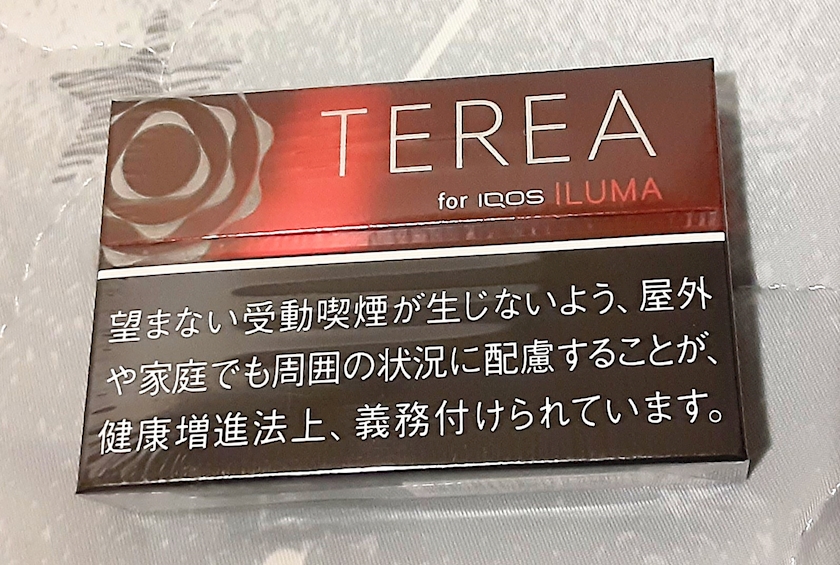 TEREA
for IQOS ILUMA
望まない受動喫煙が生じないよう、屋外
や家庭でも周囲の状況に配慮することが、
健康増進法上、義務付けられています。